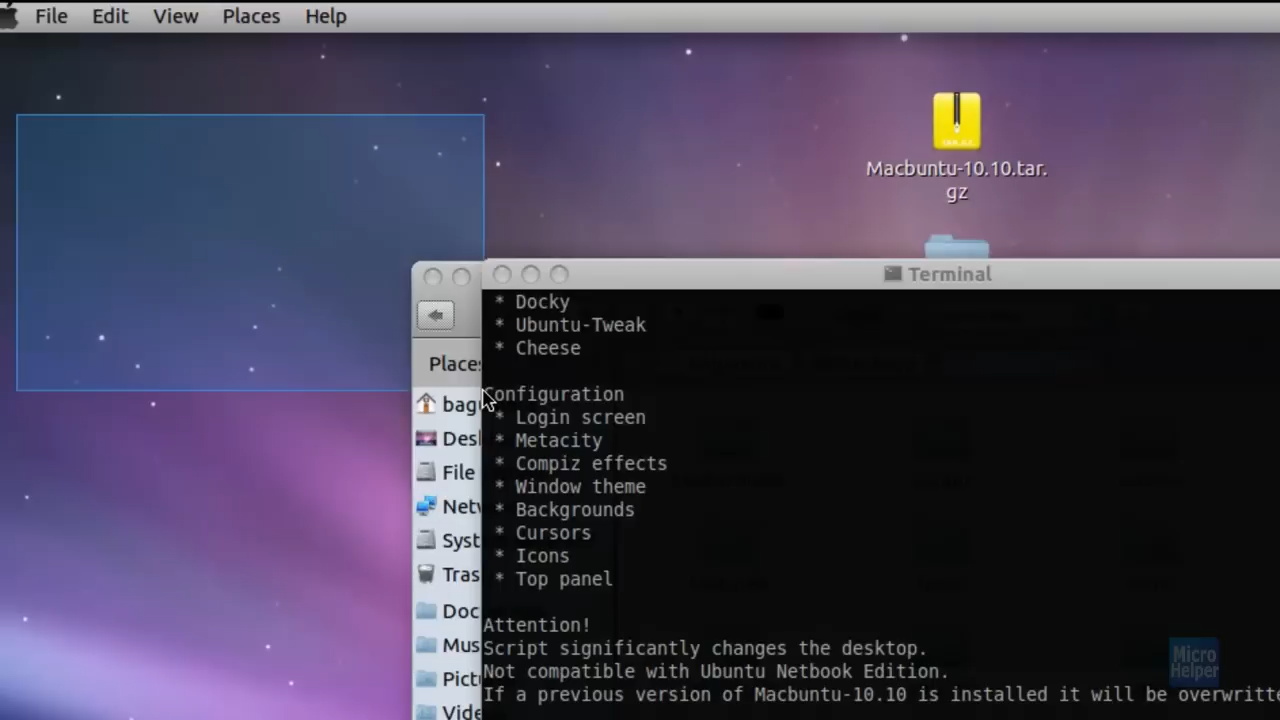 File Edit View Places Help
Macbuntu-10.10.tar.
gz
Terminal
* Docky
* Ubuntu-Tweak
* Cheese
Places
Configuration
* Login screen
* Metacity
* Compiz effects
* Window theme
* Backgrounds
* Cursors
* Icons
* Top panel
Attention!
Script significantly changes the desktop.
Not compatible with Ubuntu Netbook Edition.
If a previous version of Macbuntu-10.10 is installed it will be overwritte
bag
Des
File
Netw
Syst
Tras
Doc
Mus
Pict
Vide
Micro
Helper